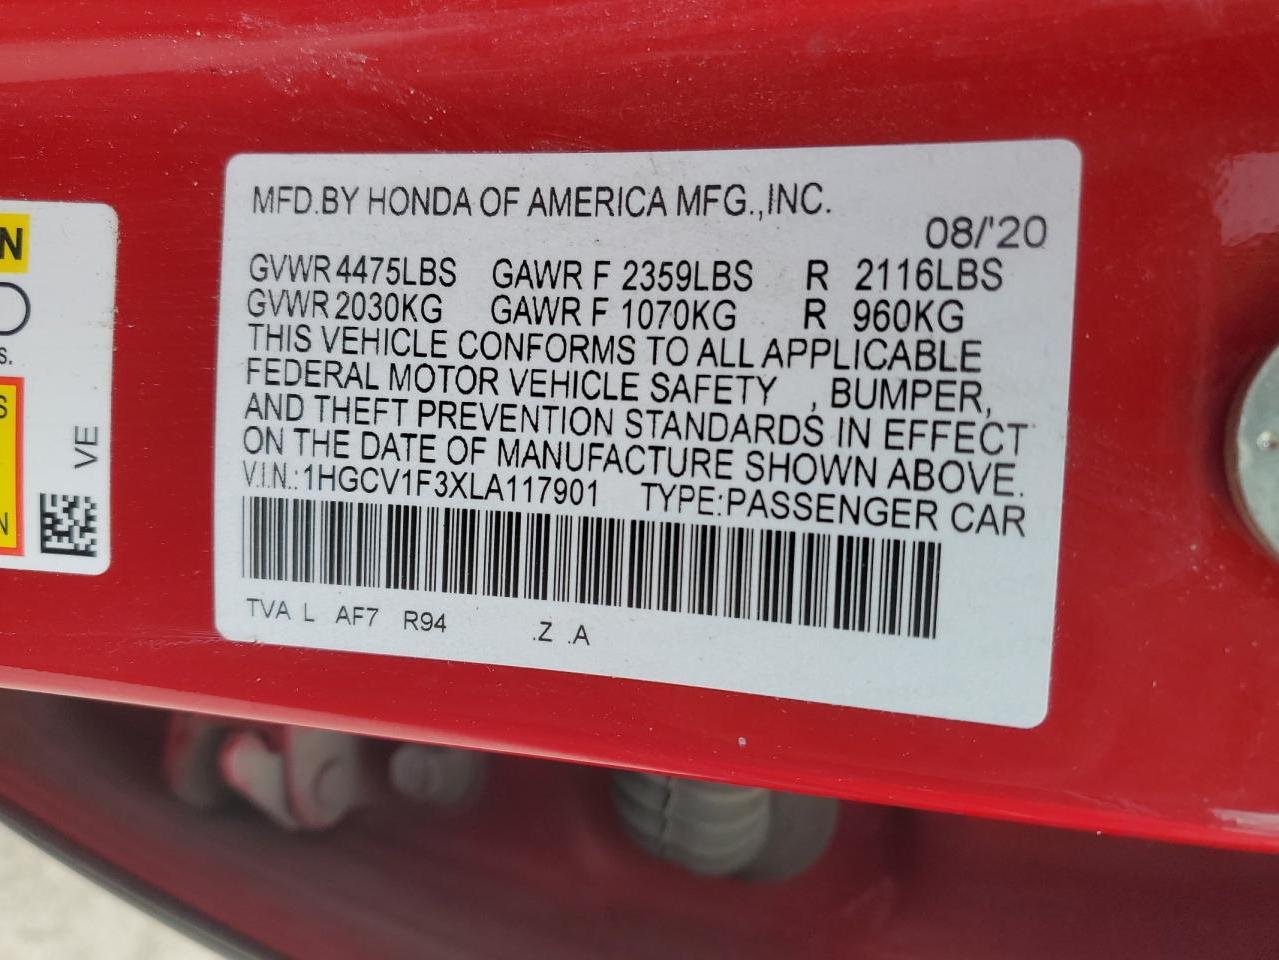 MFD.BY HONDA OF AMERICA MFG.,INC.
08/'20
GVWR 4475LBS GAWR F 2359LBS R 2116LBS
GVWR 2030KG GAWR F 1070KG R 960KG
THIS VEHICLE CONFORMS TO ALL APPLICABLE
FEDERAL MOTOR VEHICLE SAFETY , BUMPER,
AND THEFT PREVENTION STANDARDS IN EFFECT
ON THE DATE OF MANUFACTURE SHOWN ABOVE.
V.I.N.: 1HGCV1F3XLA117901 TYPE:PASSENGER CAR
TVA L AF7 R94 .Z .A
VE